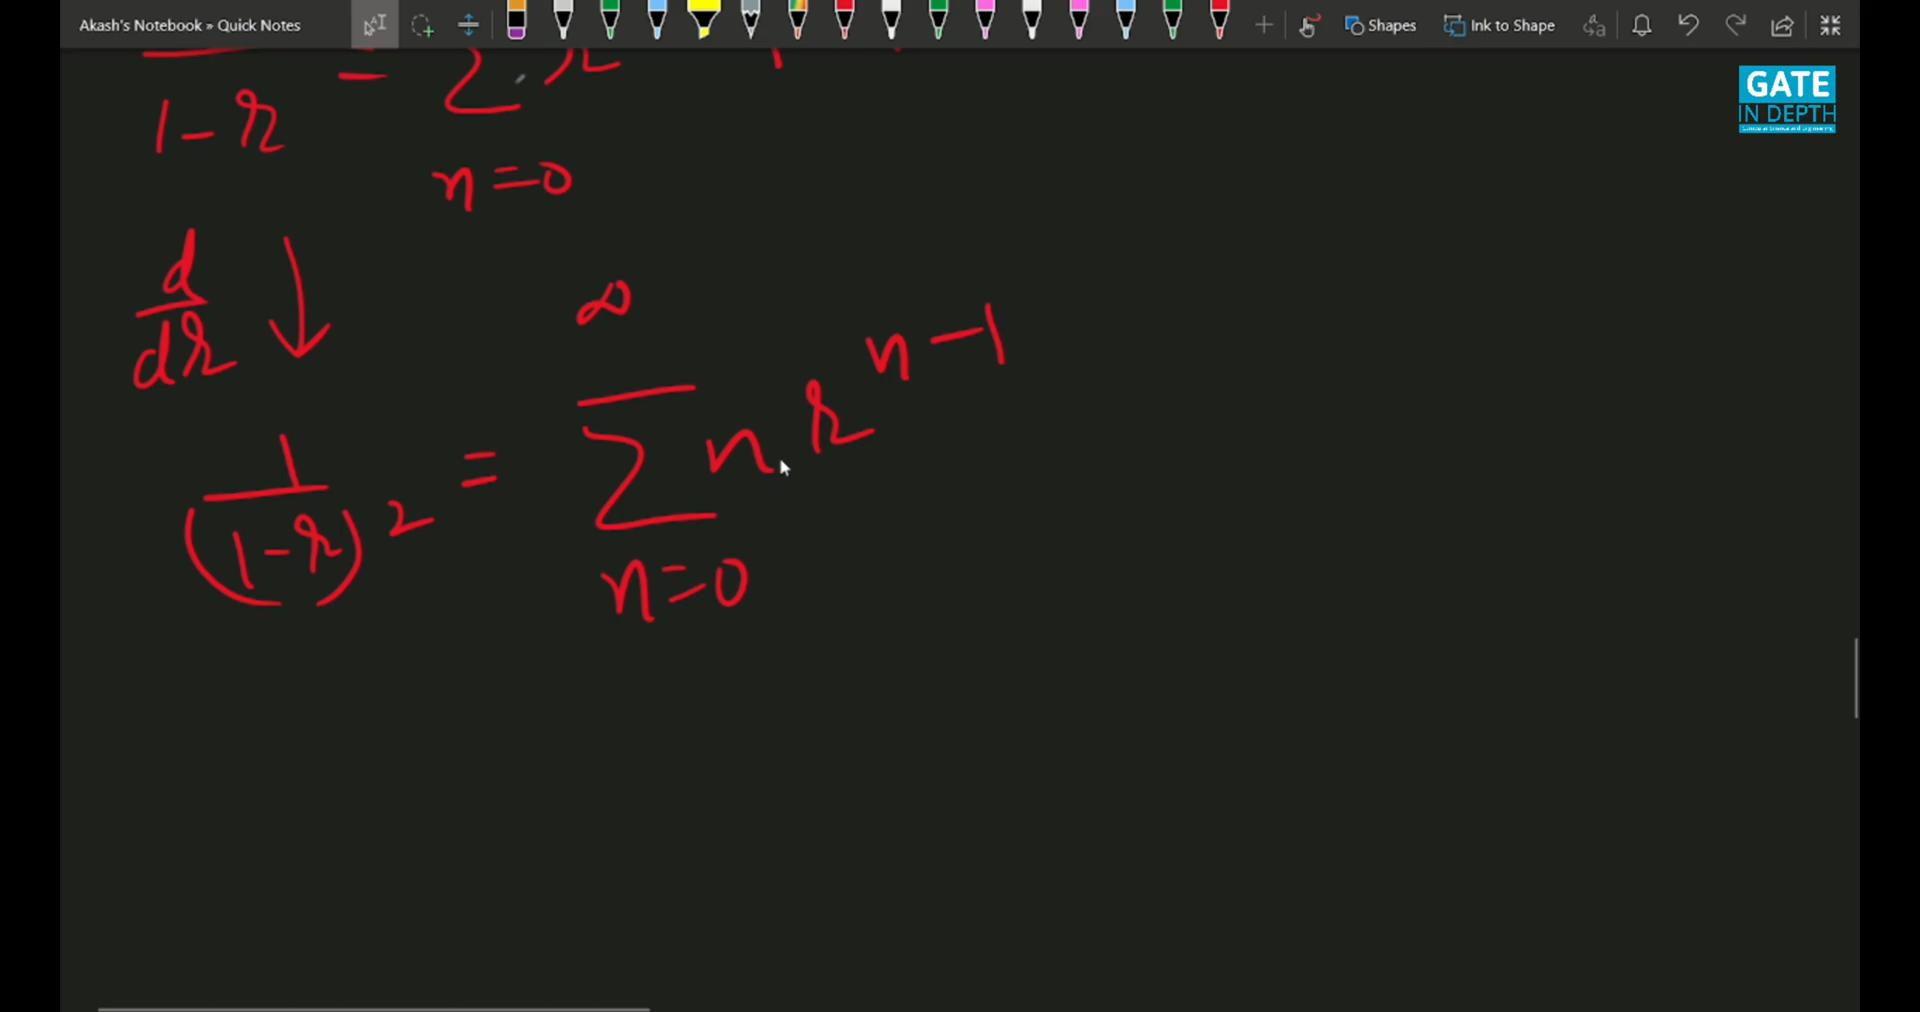 Akash's Notebook » Quick Notes
Shapes
Ink to Shape
GATE
IN DEPTH
1 - r = Σ r
n = 0
d/dr ↓
1/(1-r)² = ∞ Σ n = 0 n r^(n-1)